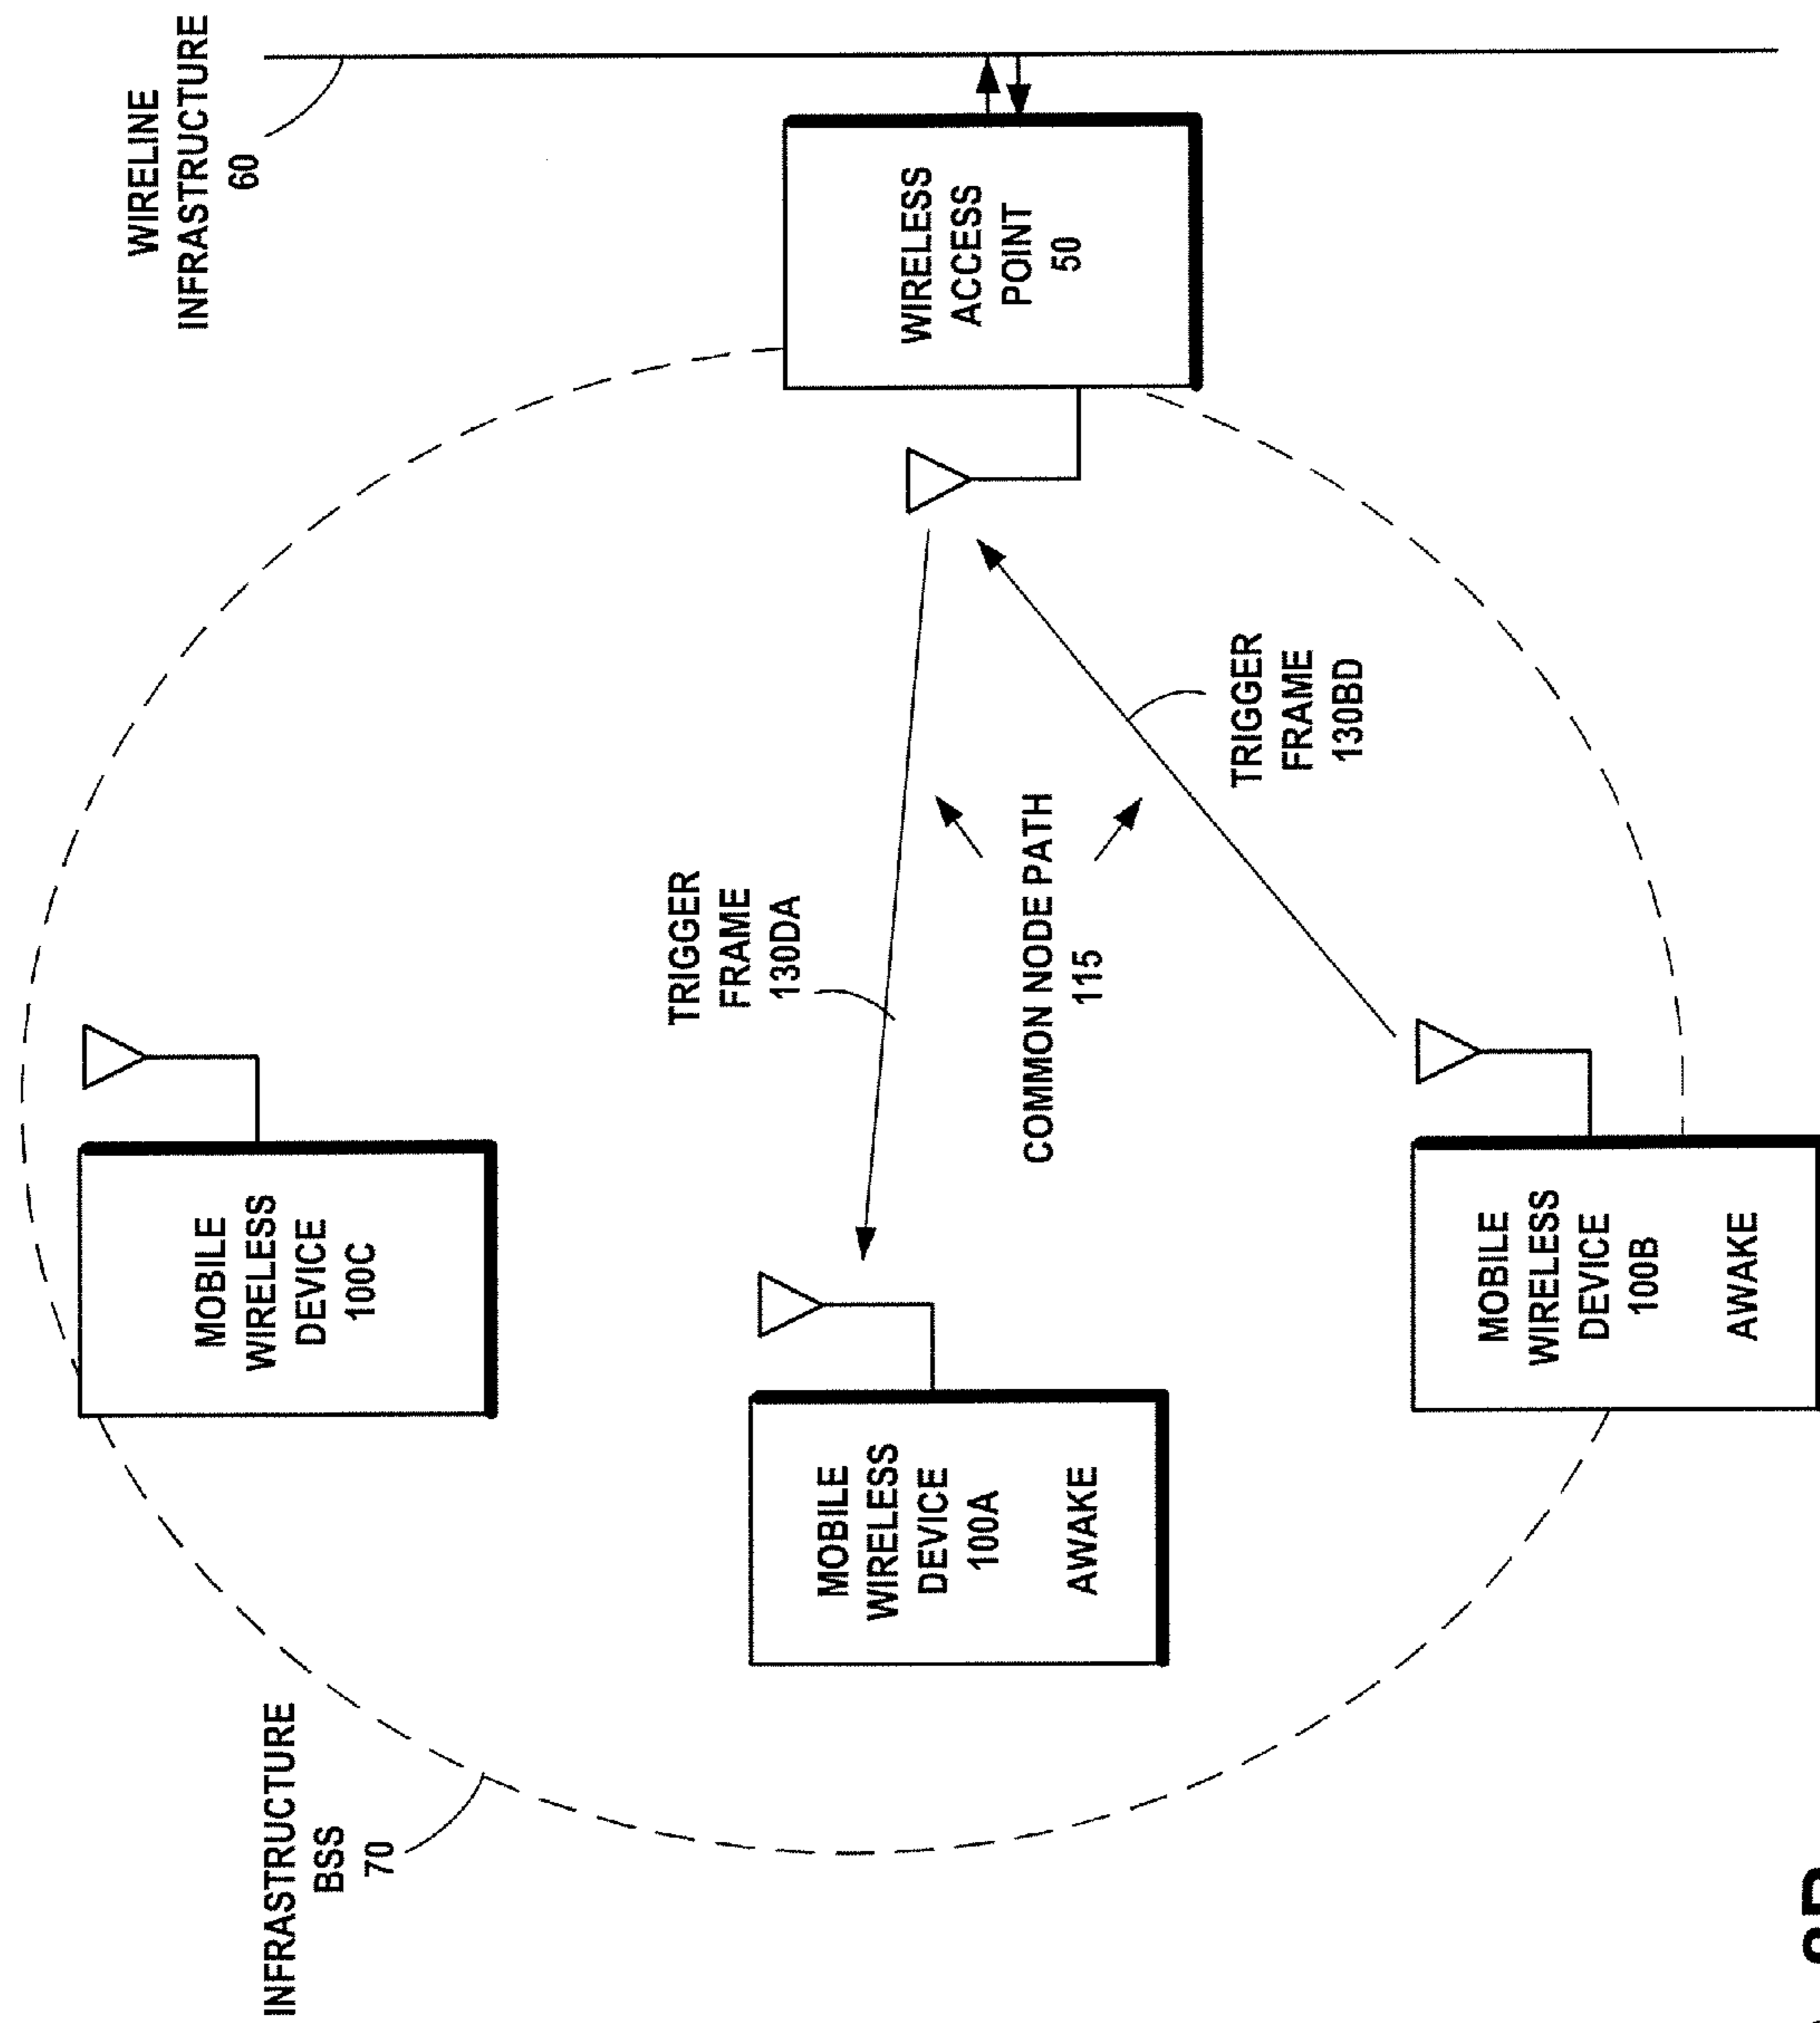 WIRELINE
INFRASTRUCTURE
60
MOBILE
WIRELESS
DEVICE
100C
INFRASTRUCTURE
BSS
70
TRIGGER
FRAME
130DA
MOBILE
WIRELESS
DEVICE
100A
AWAKE
WIRELESS
ACCESS
POINT
50
COMMON NODE PATH
115
TRIGGER
FRAME
130BD
MOBILE
WIRELESS
DEVICE
100B
AWAKE